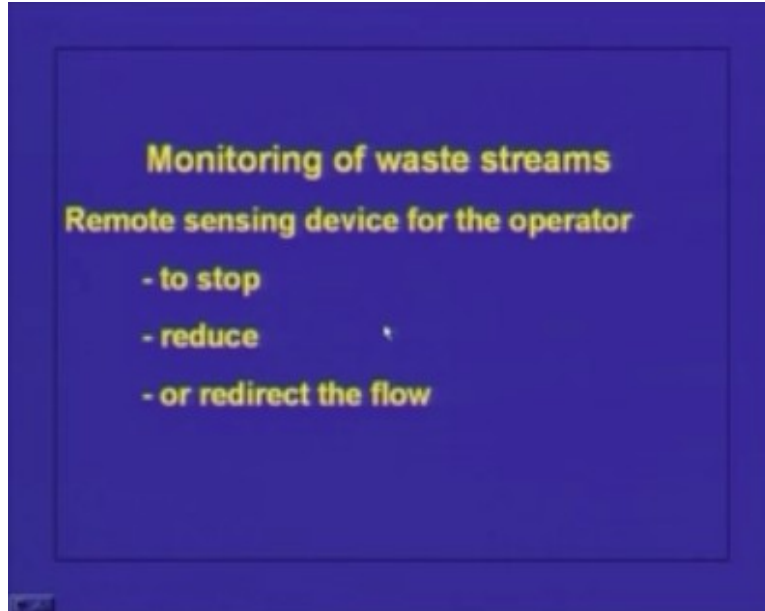 Monitoring of waste streams
Remote sensing device for the operator
- to stop
- reduce
- or redirect the flow